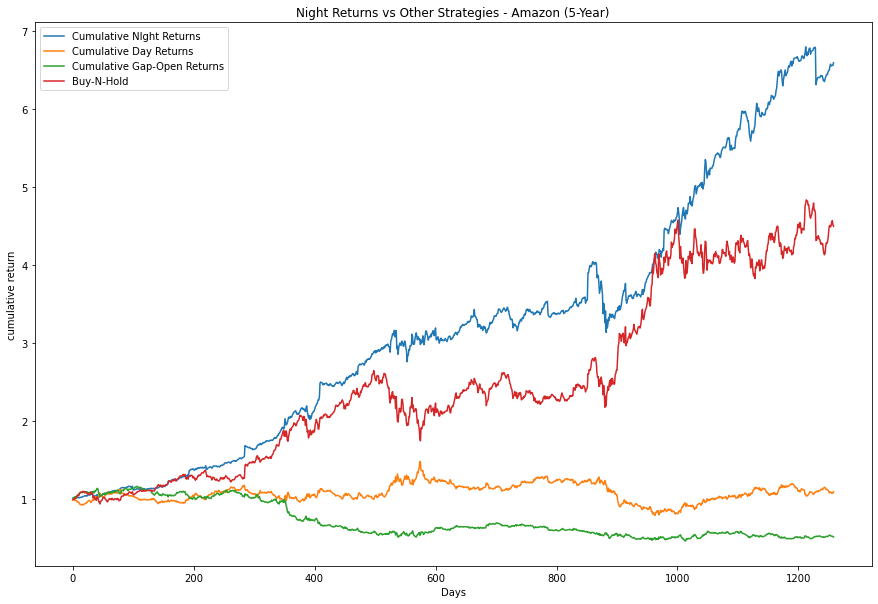 Night Returns vs Other Strategies - Amazon (5-Year)
Cumulative NIght Returns
Cumulative Day Returns
Cumulative Gap-Open Returns
Buy-N-Hold
7
6
5
4
3
2
1
cumulative return
0 200 400 600 800 1000 1200
Days